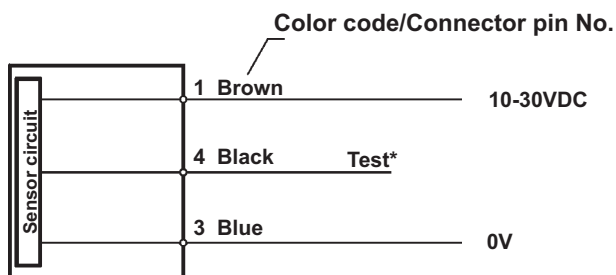 Color code/Connector pin No.
1 Brown
10-30VDC
Sensor circuit
4 Black
Test*
3 Blue
0V